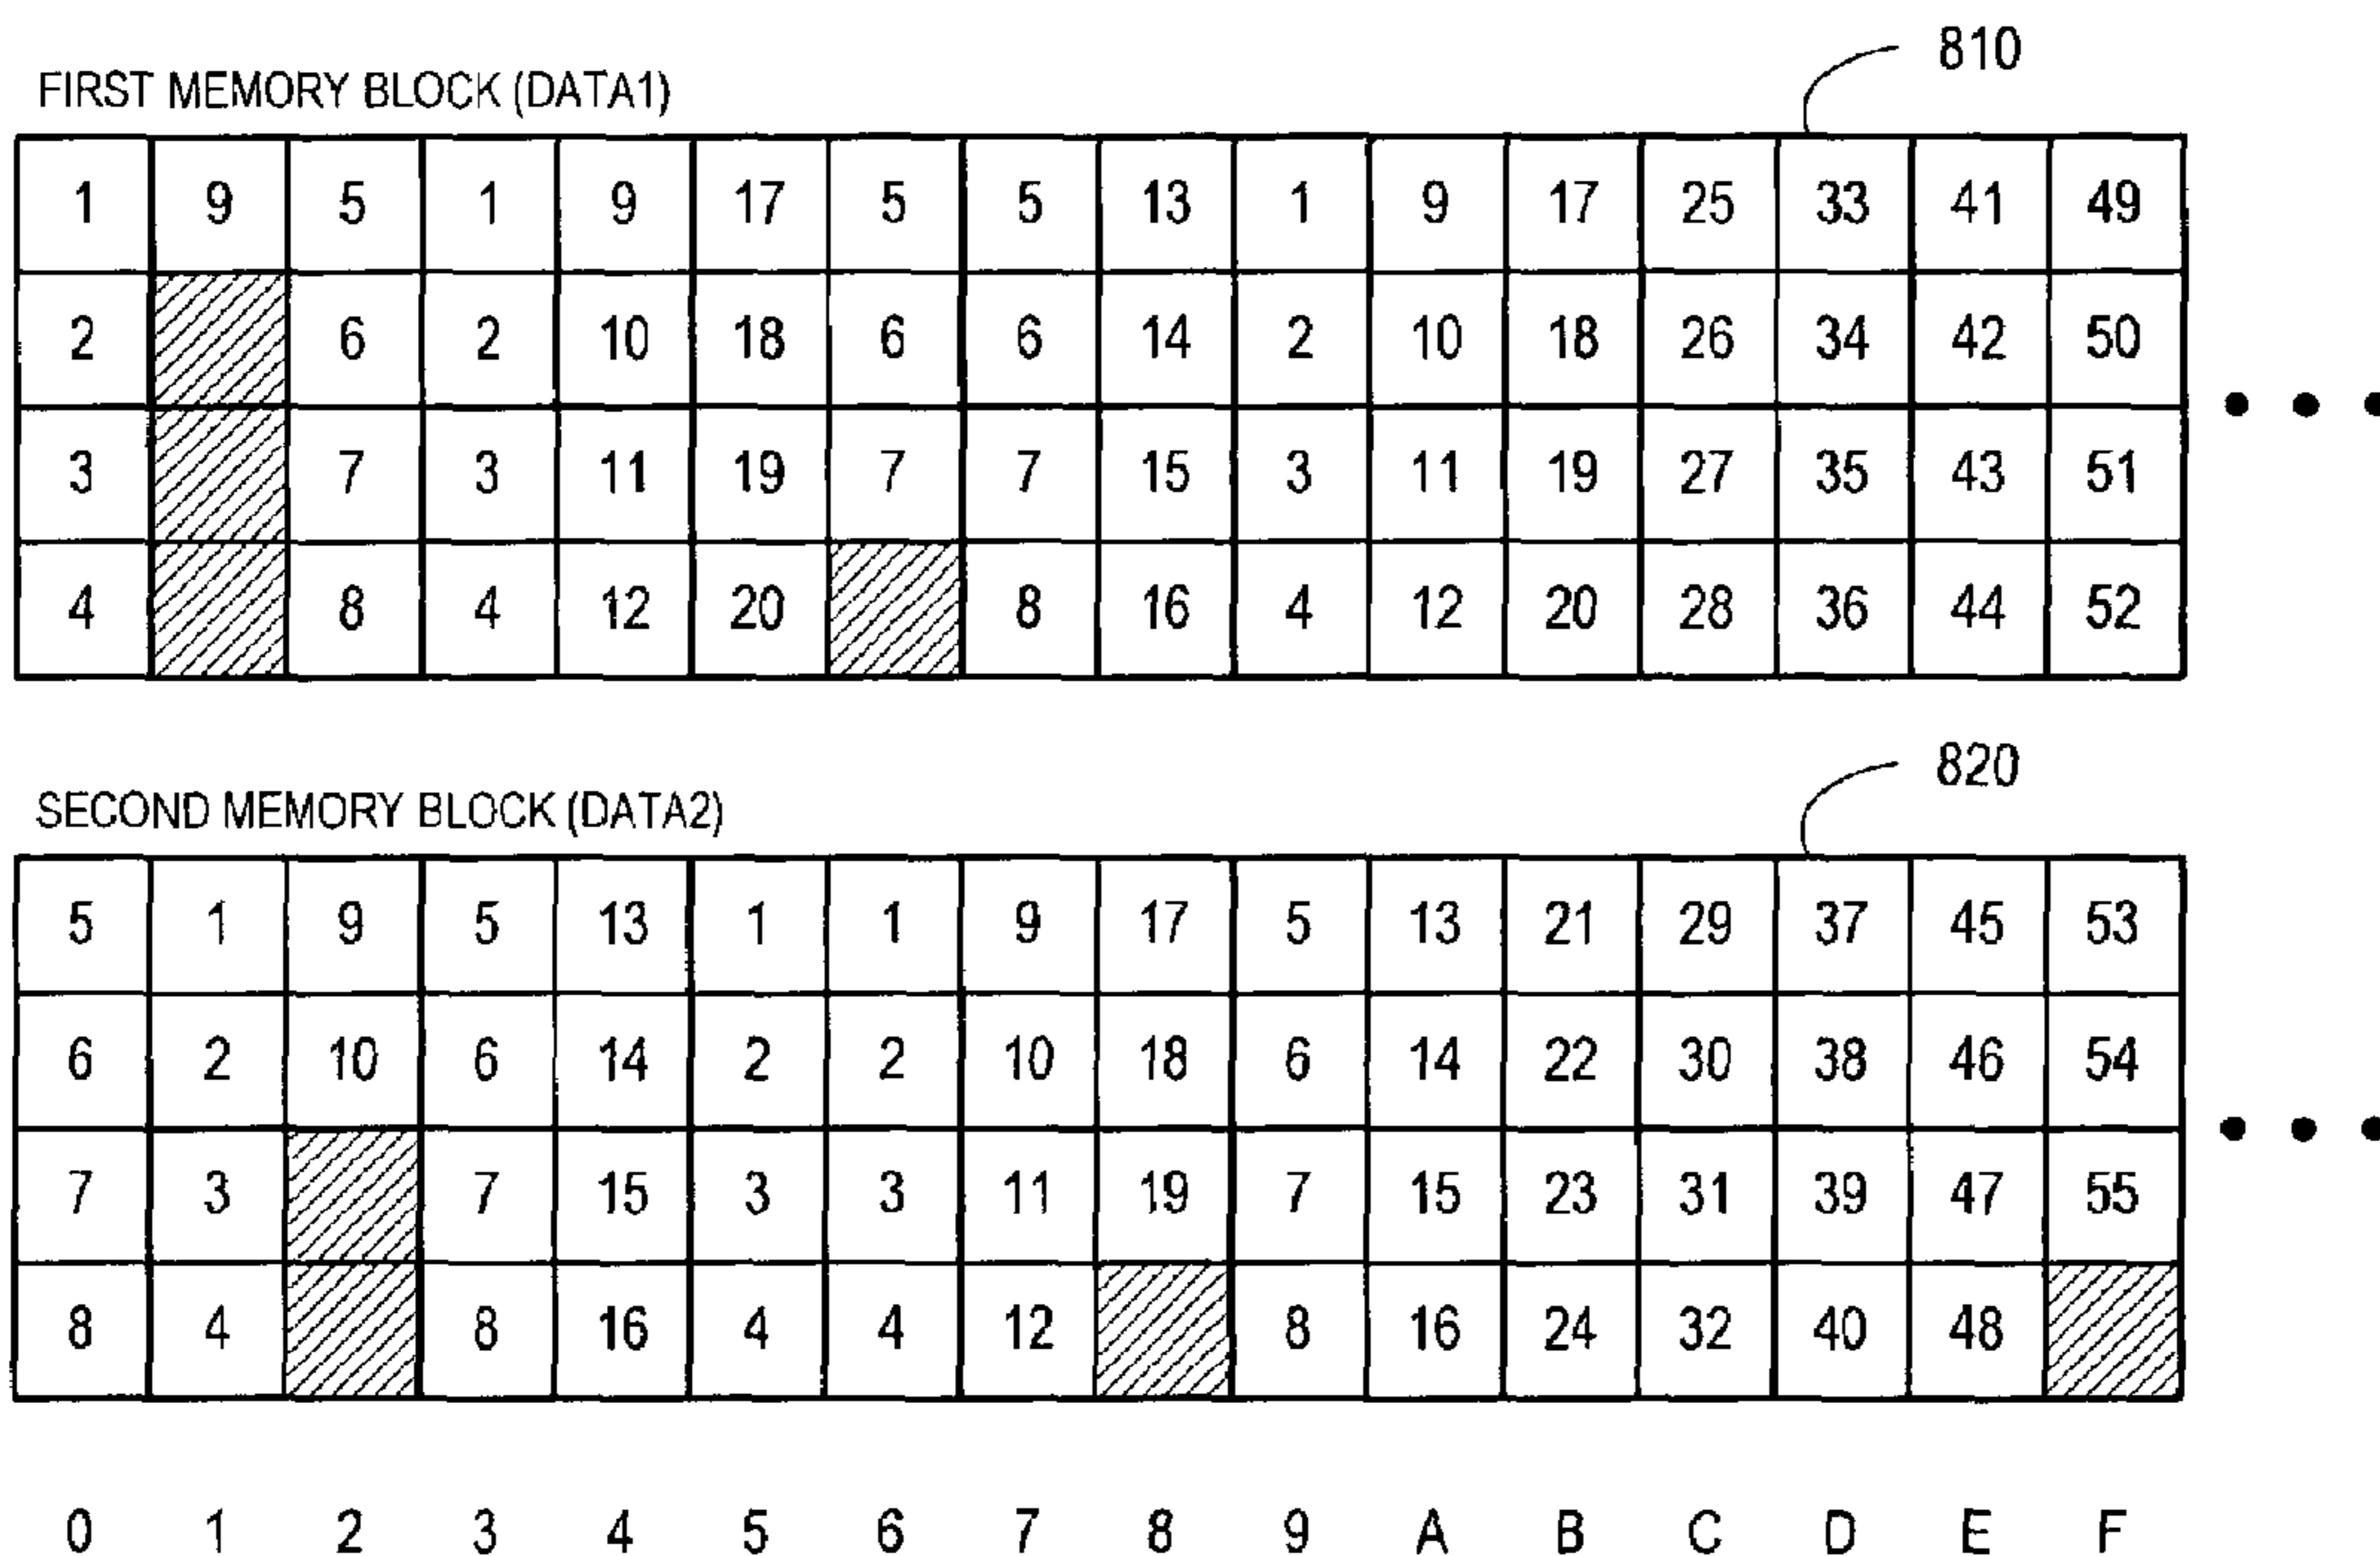 810
FIRST MEMORY BLOCK (DATA1)
1 9 5 1 9 17 5 5 13 1 9 17 25 33 41 49
2 6 2 10 18 6 6 14 2 10 18 26 34 42 50
3 7 3 11 19 7 7 15 3 11 19 27 35 43 51
4 8 4 12 20 8 16 4 12 20 28 36 44 52
820
SECOND MEMORY BLOCK (DATA2)
5 1 9 5 13 1 1 9 17 5 13 21 29 37 45 53
6 2 10 6 14 2 2 10 18 6 14 22 30 38 46 54
7 3 7 15 3 3 11 19 7 15 23 31 39 47 55
8 4 8 16 4 4 12 8 16 24 32 40 48
0 1 2 3 4 5 6 7 8 9 A B C D E F